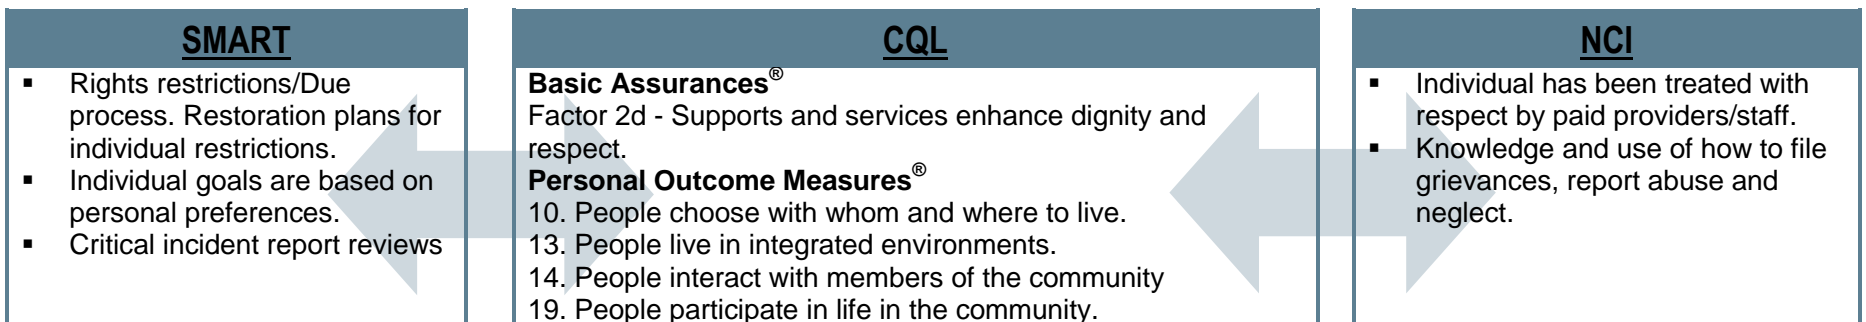 SMART
▪ Rights restrictions/Due
process. Restoration plans for
individual restrictions.
▪ Individual goals are based on
personal preferences.
▪ Critical incident report reviews
CQL
Basic Assurances®
Factor 2d - Supports and services enhance dignity and
respect.
Personal Outcome Measures®
10. People choose with whom and where to live.
13. People live in integrated environments.
14. People interact with members of the community
19. People participate in life in the community.
NCI
▪ Individual has been treated with
respect by paid providers/staff.
▪ Knowledge and use of how to file
grievances, report abuse and
neglect.